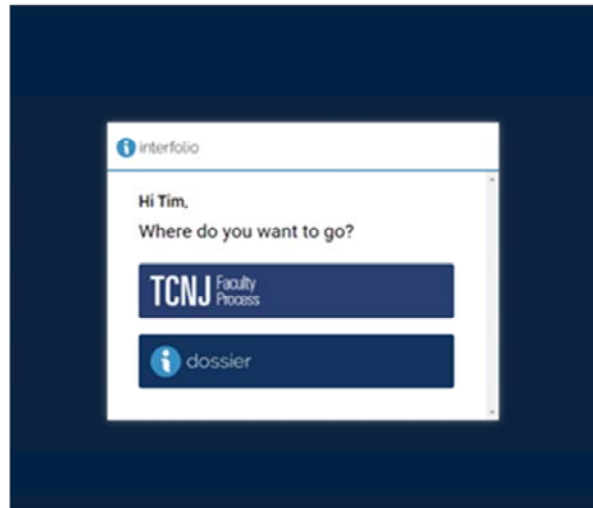 interfolio
Hi Tim,
Where do you want to go?
TCNJ Faculty
Process
dossier